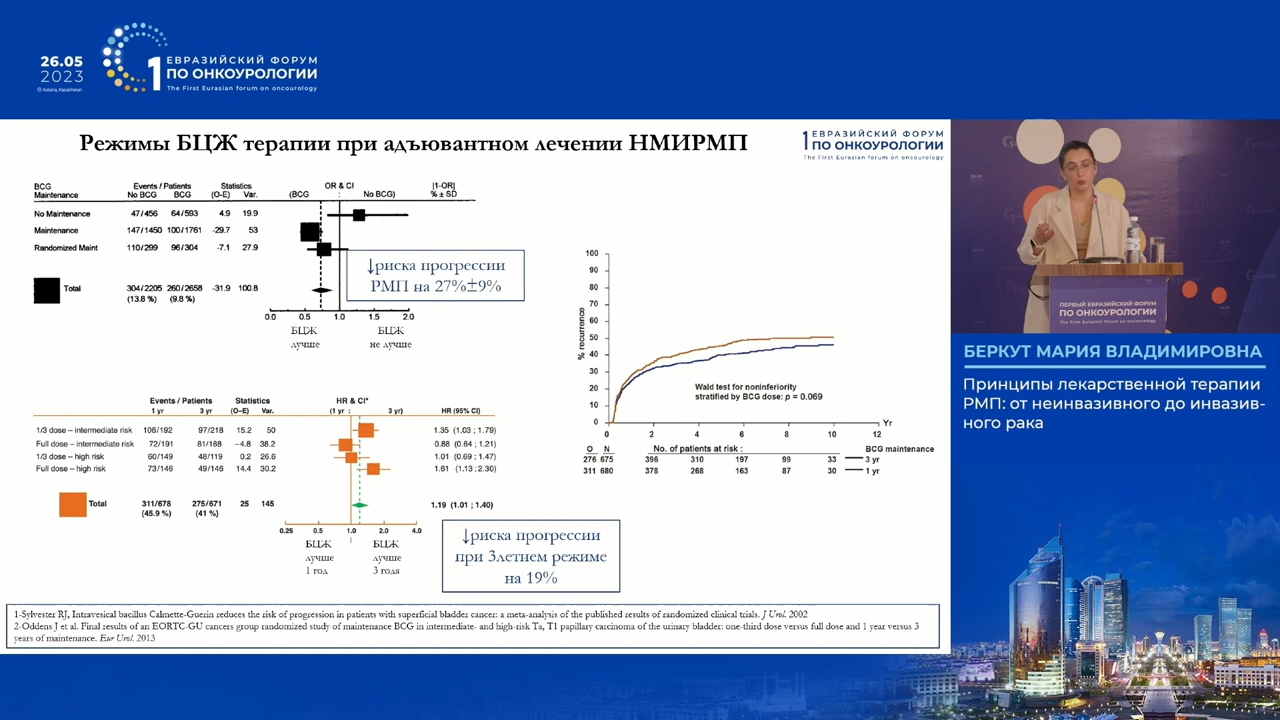 26.05
2023
Astana, Kazakhstan
1 ЕВРАЗИЙСКИЙ ФОРУМ
ПО ОНКОУРОЛОГИИ
The First Eurasian forum on oncourology
Режимы БЦЖ терапии при адъювантном лечении НМИРМП
1 ЕВРАЗИЙСКИЙ ФОРУМ
ПО ОНКОУРОЛОГИИ
The First Eurasian forum on oncourology
BCG Events / Patients Statistics OR & CI |1-OR|
Maintenance No BCG BCG (O-E) Var. (BCG : No BCG) % ± SD
No Maintenance 47/456 64/593 4.9 19.9
Maintenance 147/1450 100/1761 -29.7 53
Randomized Maint 110/299 96/304 -7.1 27.9
Total 304/2205 260/2658 -31.9 100.8
(13.8 %) (9.8 %)
0.0 0.5 1.0 1.5 2.0
БЦЖ БЦЖ
лучше не лучше
↓риска прогрессии
РМП на 27%±9%
Events / Patients Statistics HR & CI*
1 yr 3 yr (O–E) Var. (1 yr : 3 yr) HR (95% CI)
1/3 dose – intermediate risk 106/192 97/218 15.2 50 1.35 (1.03 ; 1.79)
Full dose – intermediate risk 72/191 81/188 –4.8 38.2 0.88 (0.64 ; 1.21)
1/3 dose – high risk 60/149 48/119 0.2 26.6 1.01 (0.69 ; 1.47)
Full dose – high risk 73/146 49/146 14.4 30.2 1.61 (1.13 ; 2.30)
Total 311/678 275/671 25 145 1.19 (1.01 ; 1.40)
(45.9 %) (41 %)
0.25 0.5 1.0 2.0 4.0
БЦЖ БЦЖ
лучше лучше
1 год 3 года
↓риска прогрессии
при 3летнем режиме
на 19%
% recurrence
100
90
80
70
60
50
40
30
20
10
0
Wald test for noninferiority
stratified by BCG dose: p = 0.069
0 2 4 6 8 10 12 Yr
O N No. of patients at risk : BCG maintenance
276 675 396 310 197 99 33 3 yr
311 680 378 268 163 87 30 1 yr
1-Sylvester RJ, Intravesical bacillus Calmette-Guerin reduces the risk of progression in patients with superficial bladder cancer: a meta-analysis of the published results of randomized clinical trials. J Urol. 2002
2-Oddens J et al. Final results of an EORTC-GU cancers group randomized study of maintenance BCG in intermediate- and high-risk Ta, T1 papillary carcinoma of the urinary bladder: one-third dose versus full dose and 1 year versus 3
years of maintenance. Eur Urol. 2013
ПЕРВЫЙ ЕВРАЗИЙСКИЙ ФОРУМ
ПО ОНКОУРОЛОГИИ
The First Eurasian forum on oncourology
БЕРКУТ МАРИЯ ВЛАДИМИРОВНА
Принципы лекарственной терапии
РМП: от неинвазивного до инвазив-
ного рака